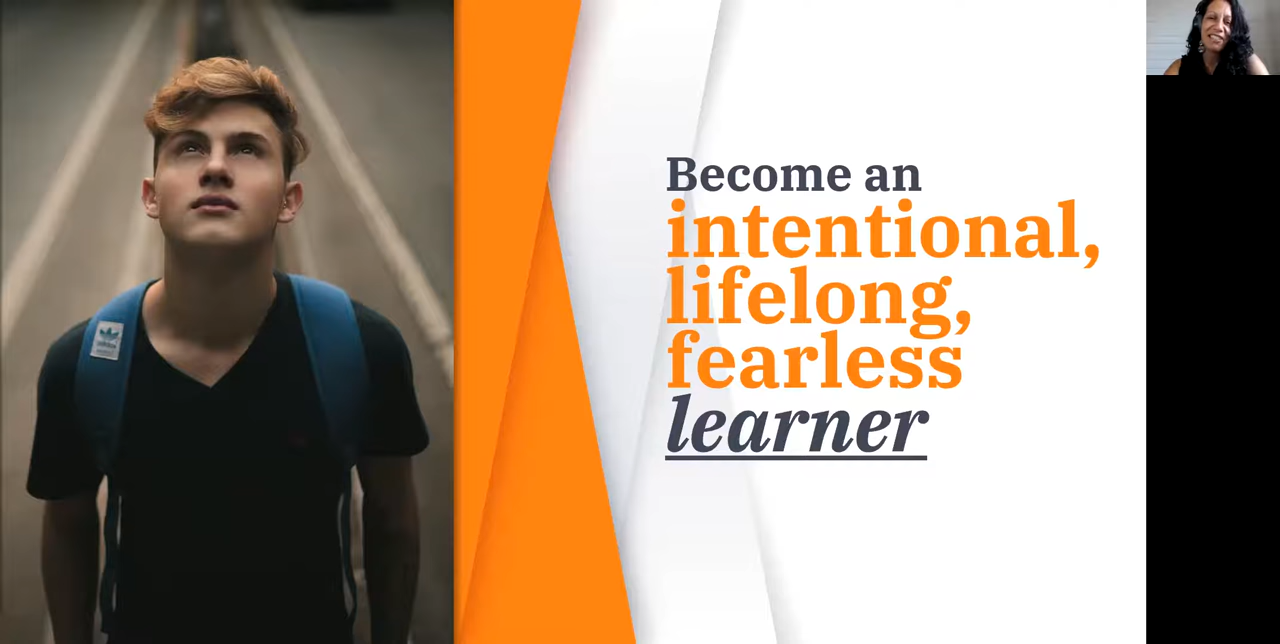 Become an
intentional,
lifelong,
fearless
learner